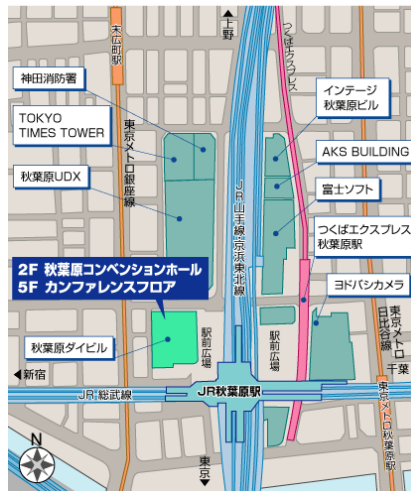 上野
末広町駅
つくばエクスプレス
神田消防署
インテージ
秋葉原ビル
TOKYO
TIMES TOWER
東京メトロ銀座線
AKS BUILDING
秋葉原UDX
JR山手線・京浜東北線
富士ソフト
つくばエクスプレス
秋葉原駅
2F 秋葉原コンベンションホール
5F カンファレンスフロア
ヨドバシカメラ
駅前広場
駅前広場
東京メトロ
日比谷線
秋葉原ダイビル
新宿
千葉
JR 総武線
JR秋葉原駅
東京メトロ秋葉原駅
N
東京